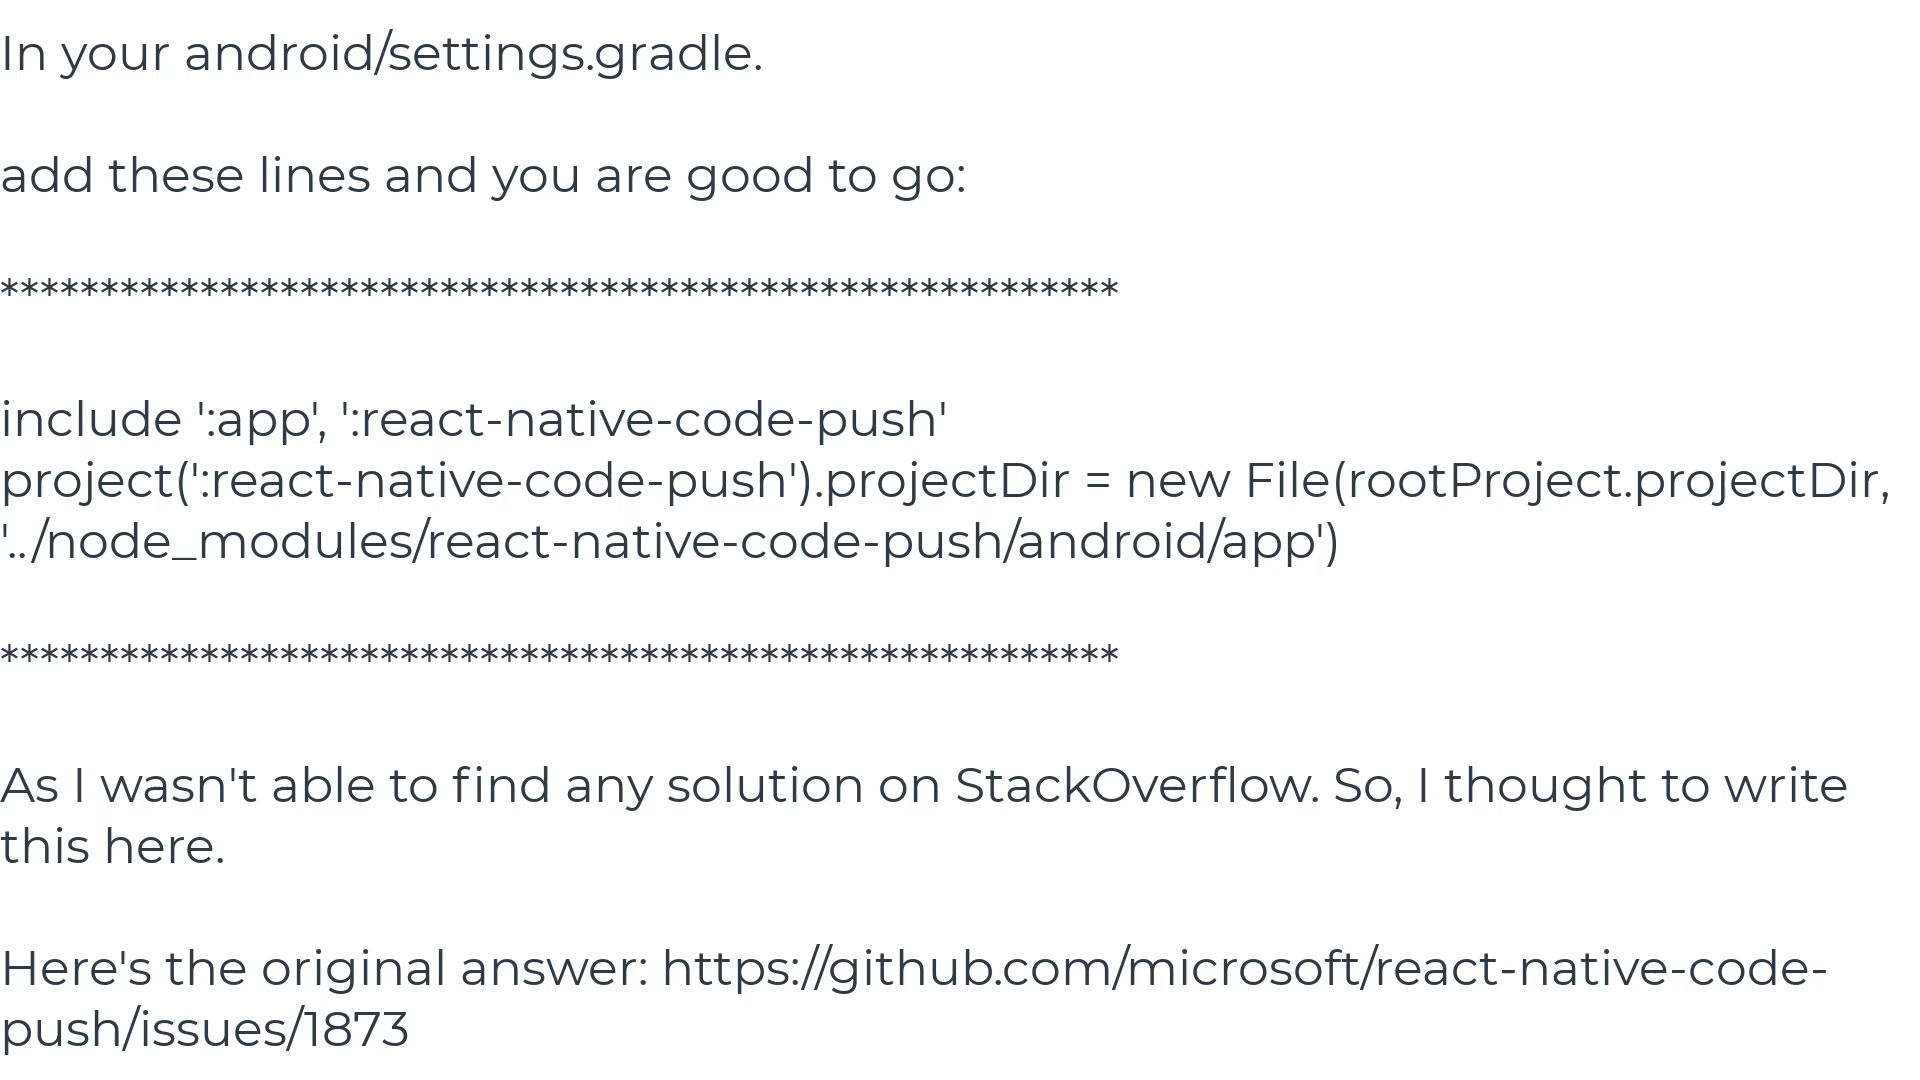 In your android/settings.gradle.
add these lines and you are good to go:
********************************************************
include ':app', ':react-native-code-push'
project(':react-native-code-push').projectDir = new File(rootProject.projectDir,
'../node_modules/react-native-code-push/android/app')
********************************************************
As I wasn't able to find any solution on StackOverflow. So, I thought to write
this here.
Here's the original answer: https://github.com/microsoft/react-native-code-
push/issues/1873